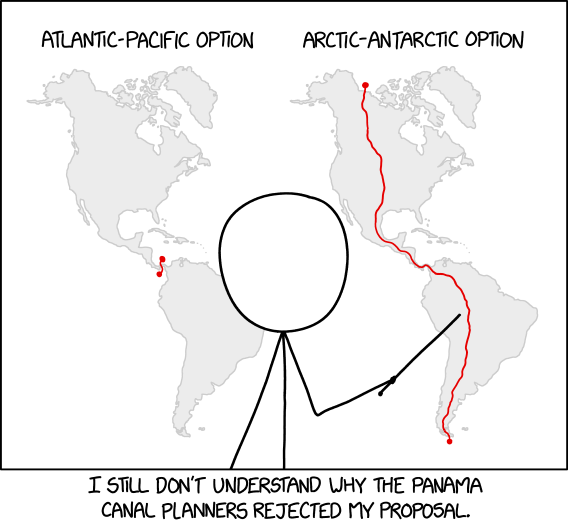 ATLANTIC-PACIFIC OPTION
ARCTIC-ANTARCTIC OPTION
I STILL DON'T UNDERSTAND WHY THE PANAMA
CANAL PLANNERS REJECTED MY PROPOSAL.